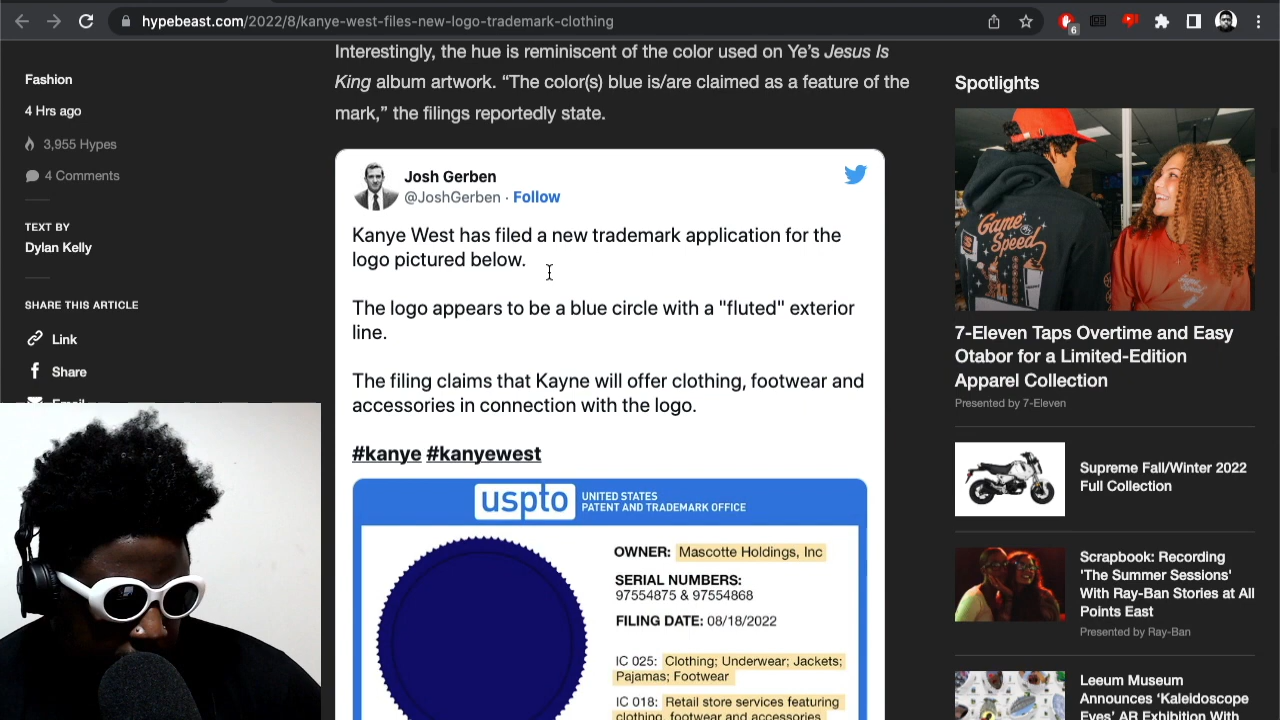 hypebeast.com/2022/8/kanye-west-files-new-logo-trademark-clothing
6
Fashion
4 Hrs ago
3,955 Hypes
4 Comments
TEXT BY
Dylan Kelly
SHARE THIS ARTICLE
Link
Share
Email
Interestingly, the hue is reminiscent of the color used on Ye's Jesus Is
King album artwork. "The color(s) blue is/are claimed as a feature of the
mark," the filings reportedly state.
Josh Gerben
@JoshGerben · Follow
Kanye West has filed a new trademark application for the
logo pictured below.
The logo appears to be a blue circle with a "fluted" exterior
line.
The filing claims that Kayne will offer clothing, footwear and
accessories in connection with the logo.
#kanye #kanyewest
uspto UNITED STATES
PATENT AND TRADEMARK OFFICE
OWNER: Mascotte Holdings, Inc
SERIAL NUMBERS:
97554875 & 97554868
FILING DATE: 08/18/2022
IC 025: Clothing; Underwear; Jackets;
Pajamas; Footwear
IC 018: Retail store services featuring
clothing, footwear and accessories
Spotlights
Game
Speed
7-Eleven Taps Overtime and Easy
Otabor for a Limited-Edition
Apparel Collection
Presented by 7-Eleven
Supreme Fall/Winter 2022
Full Collection
Scrapbook: Recording
'The Summer Sessions'
With Ray-Ban Stories at All
Points East
Presented by Ray-Ban
Leeum Museum
Announces 'Kaleidoscope
Eyes' AR Exhibition With